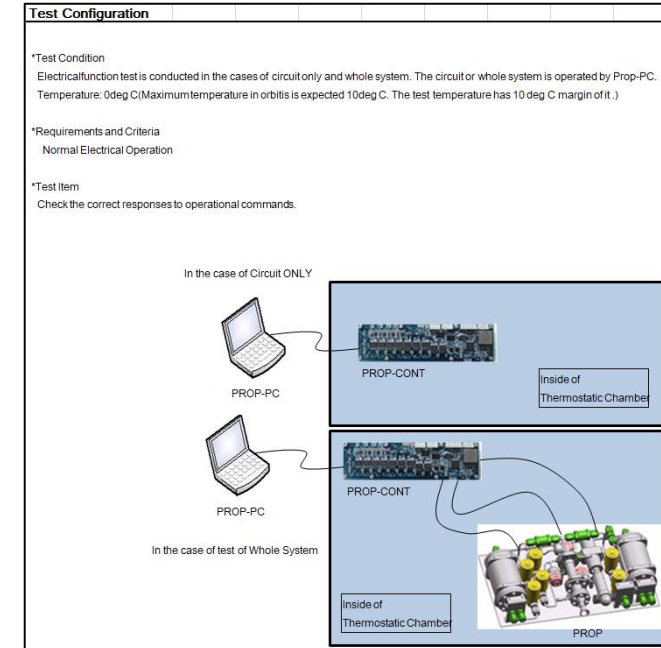 Test Configuration
*Test Condition
Electricalfunction test is conducted in the cases of circuit only and whole system. The circuit or whole system is operated by Prop-PC.
Temperature: 0deg C(Maximum temperature in orbit is expected 10deg C. The test temperature has 10 deg C margin of it .)
*Requirements and Criteria
Normal Electrical Operation
*Test Item
Check the correct responses to operational commands.
In the case of Circuit ONLY
PROP-CONT
PROP-PC
Inside of
Thermostatic Chamber
PROP-CONT
PROP-PC
In the case of test of Whole System
Inside of
Thermostatic Chamber
PROP